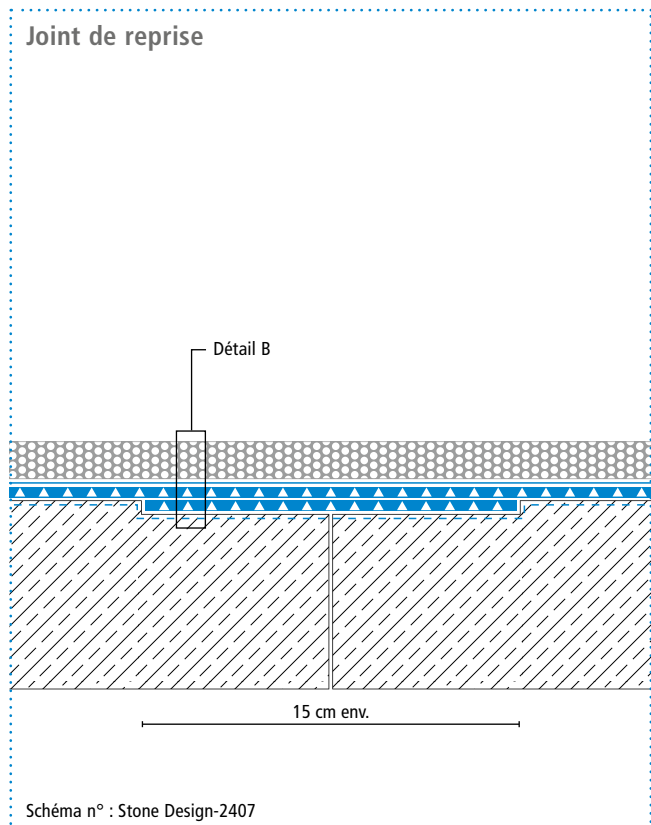 Joint de reprise
Détail B
15 cm env.
Schéma n° : Stone Design-2407